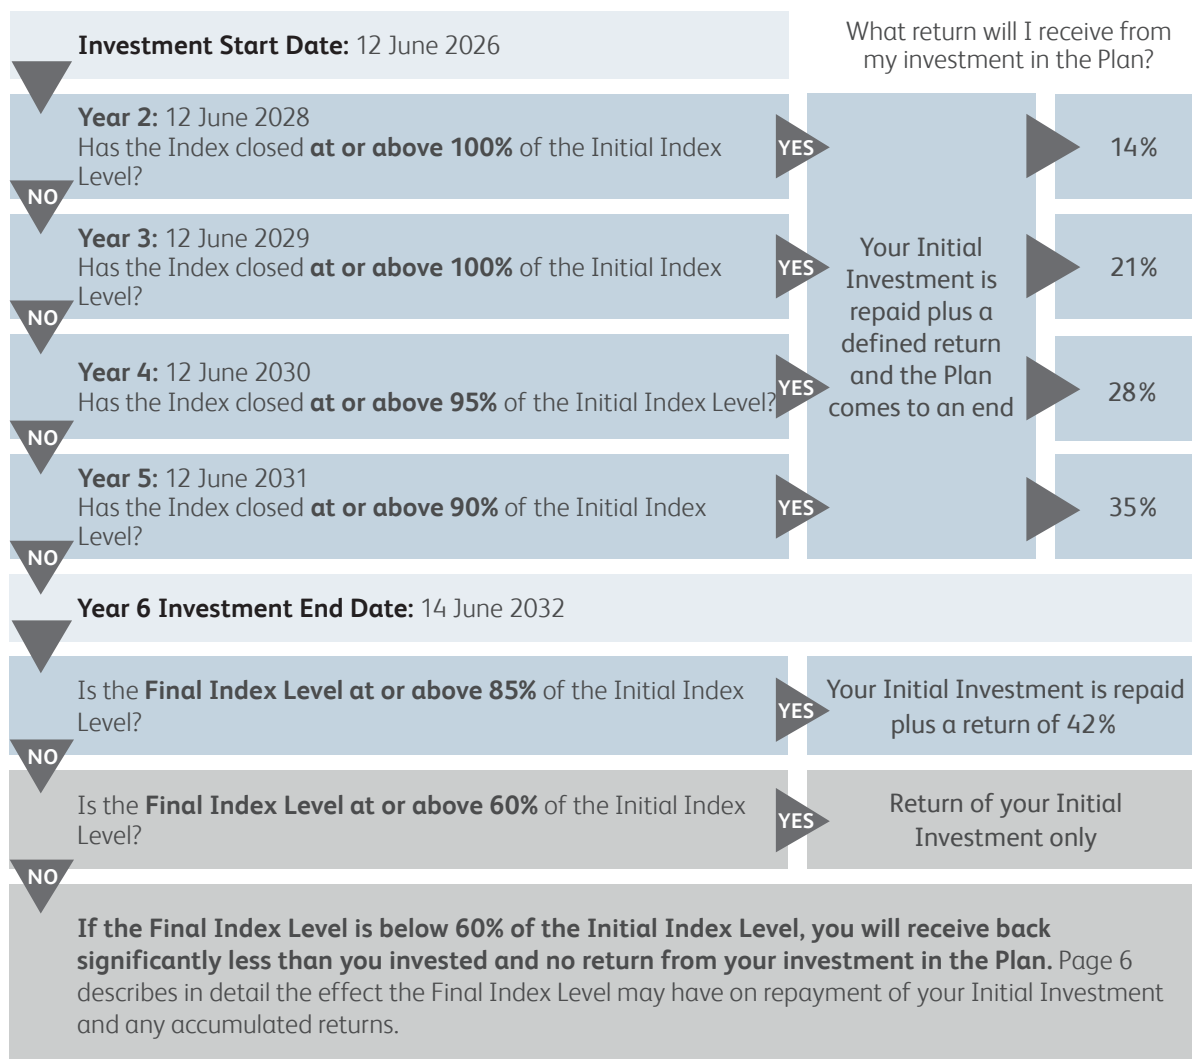 Investment Start Date: 12 June 2026
What return will I receive from
my investment in the Plan?
Year 2: 12 June 2028
Has the Index closed at or above 100% of the Initial Index
Level?
YES
14%
NO
Year 3: 12 June 2029
Has the Index closed at or above 100% of the Initial Index
Level?
YES
21%
Your Initial
Investment is
repaid plus a
defined return
and the Plan
comes to an end
NO
Year 4: 12 June 2030
Has the Index closed at or above 95% of the Initial Index Level?
YES
28%
NO
Year 5: 12 June 2031
Has the Index closed at or above 90% of the Initial Index
Level?
YES
35%
NO
Year 6 Investment End Date: 14 June 2032
Is the Final Index Level at or above 85% of the Initial Index
Level?
YES
Your Initial Investment is repaid
plus a return of 42%
NO
Is the Final Index Level at or above 60% of the Initial Index
Level?
YES
Return of your Initial
Investment only
NO
If the Final Index Level is below 60% of the Initial Index Level, you will receive back
significantly less than you invested and no return from your investment in the Plan. Page 6
describes in detail the effect the Final Index Level may have on repayment of your Initial Investment
and any accumulated returns.